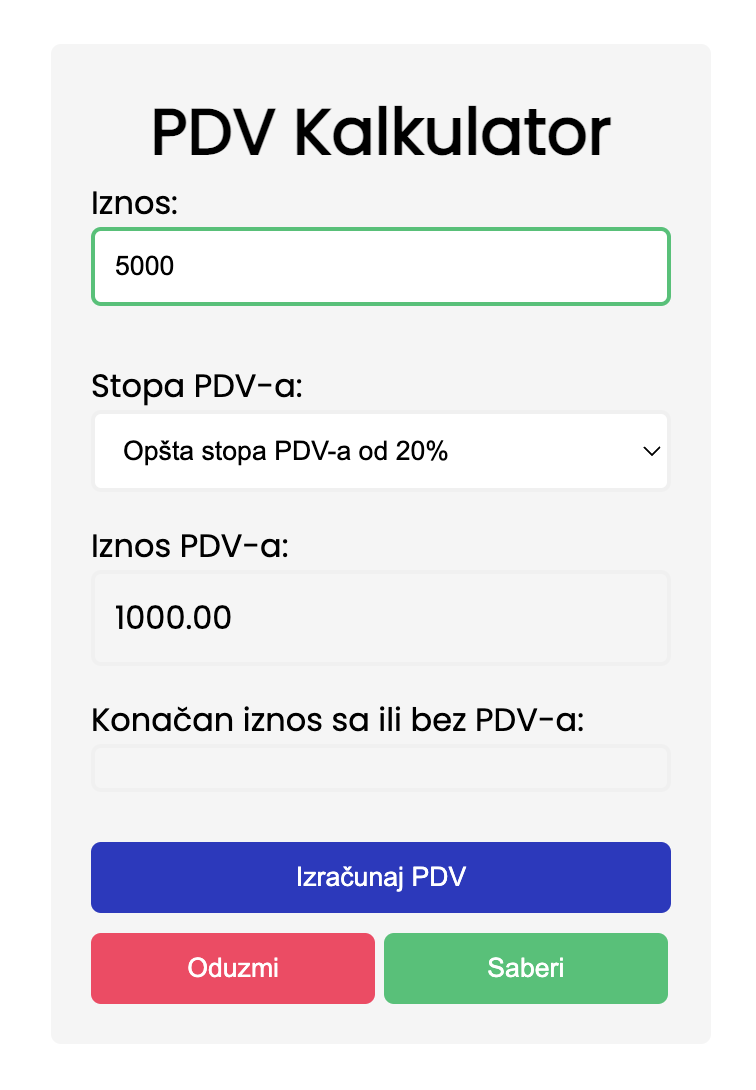 PDV Kalkulator
Iznos:
5000
Stopa PDV-a:
Opšta stopa PDV-a od 20%
Iznos PDV-a:
1000.00
Konačan iznos sa ili bez PDV-a:
Izračunaj PDV
Oduzmi
Saberi